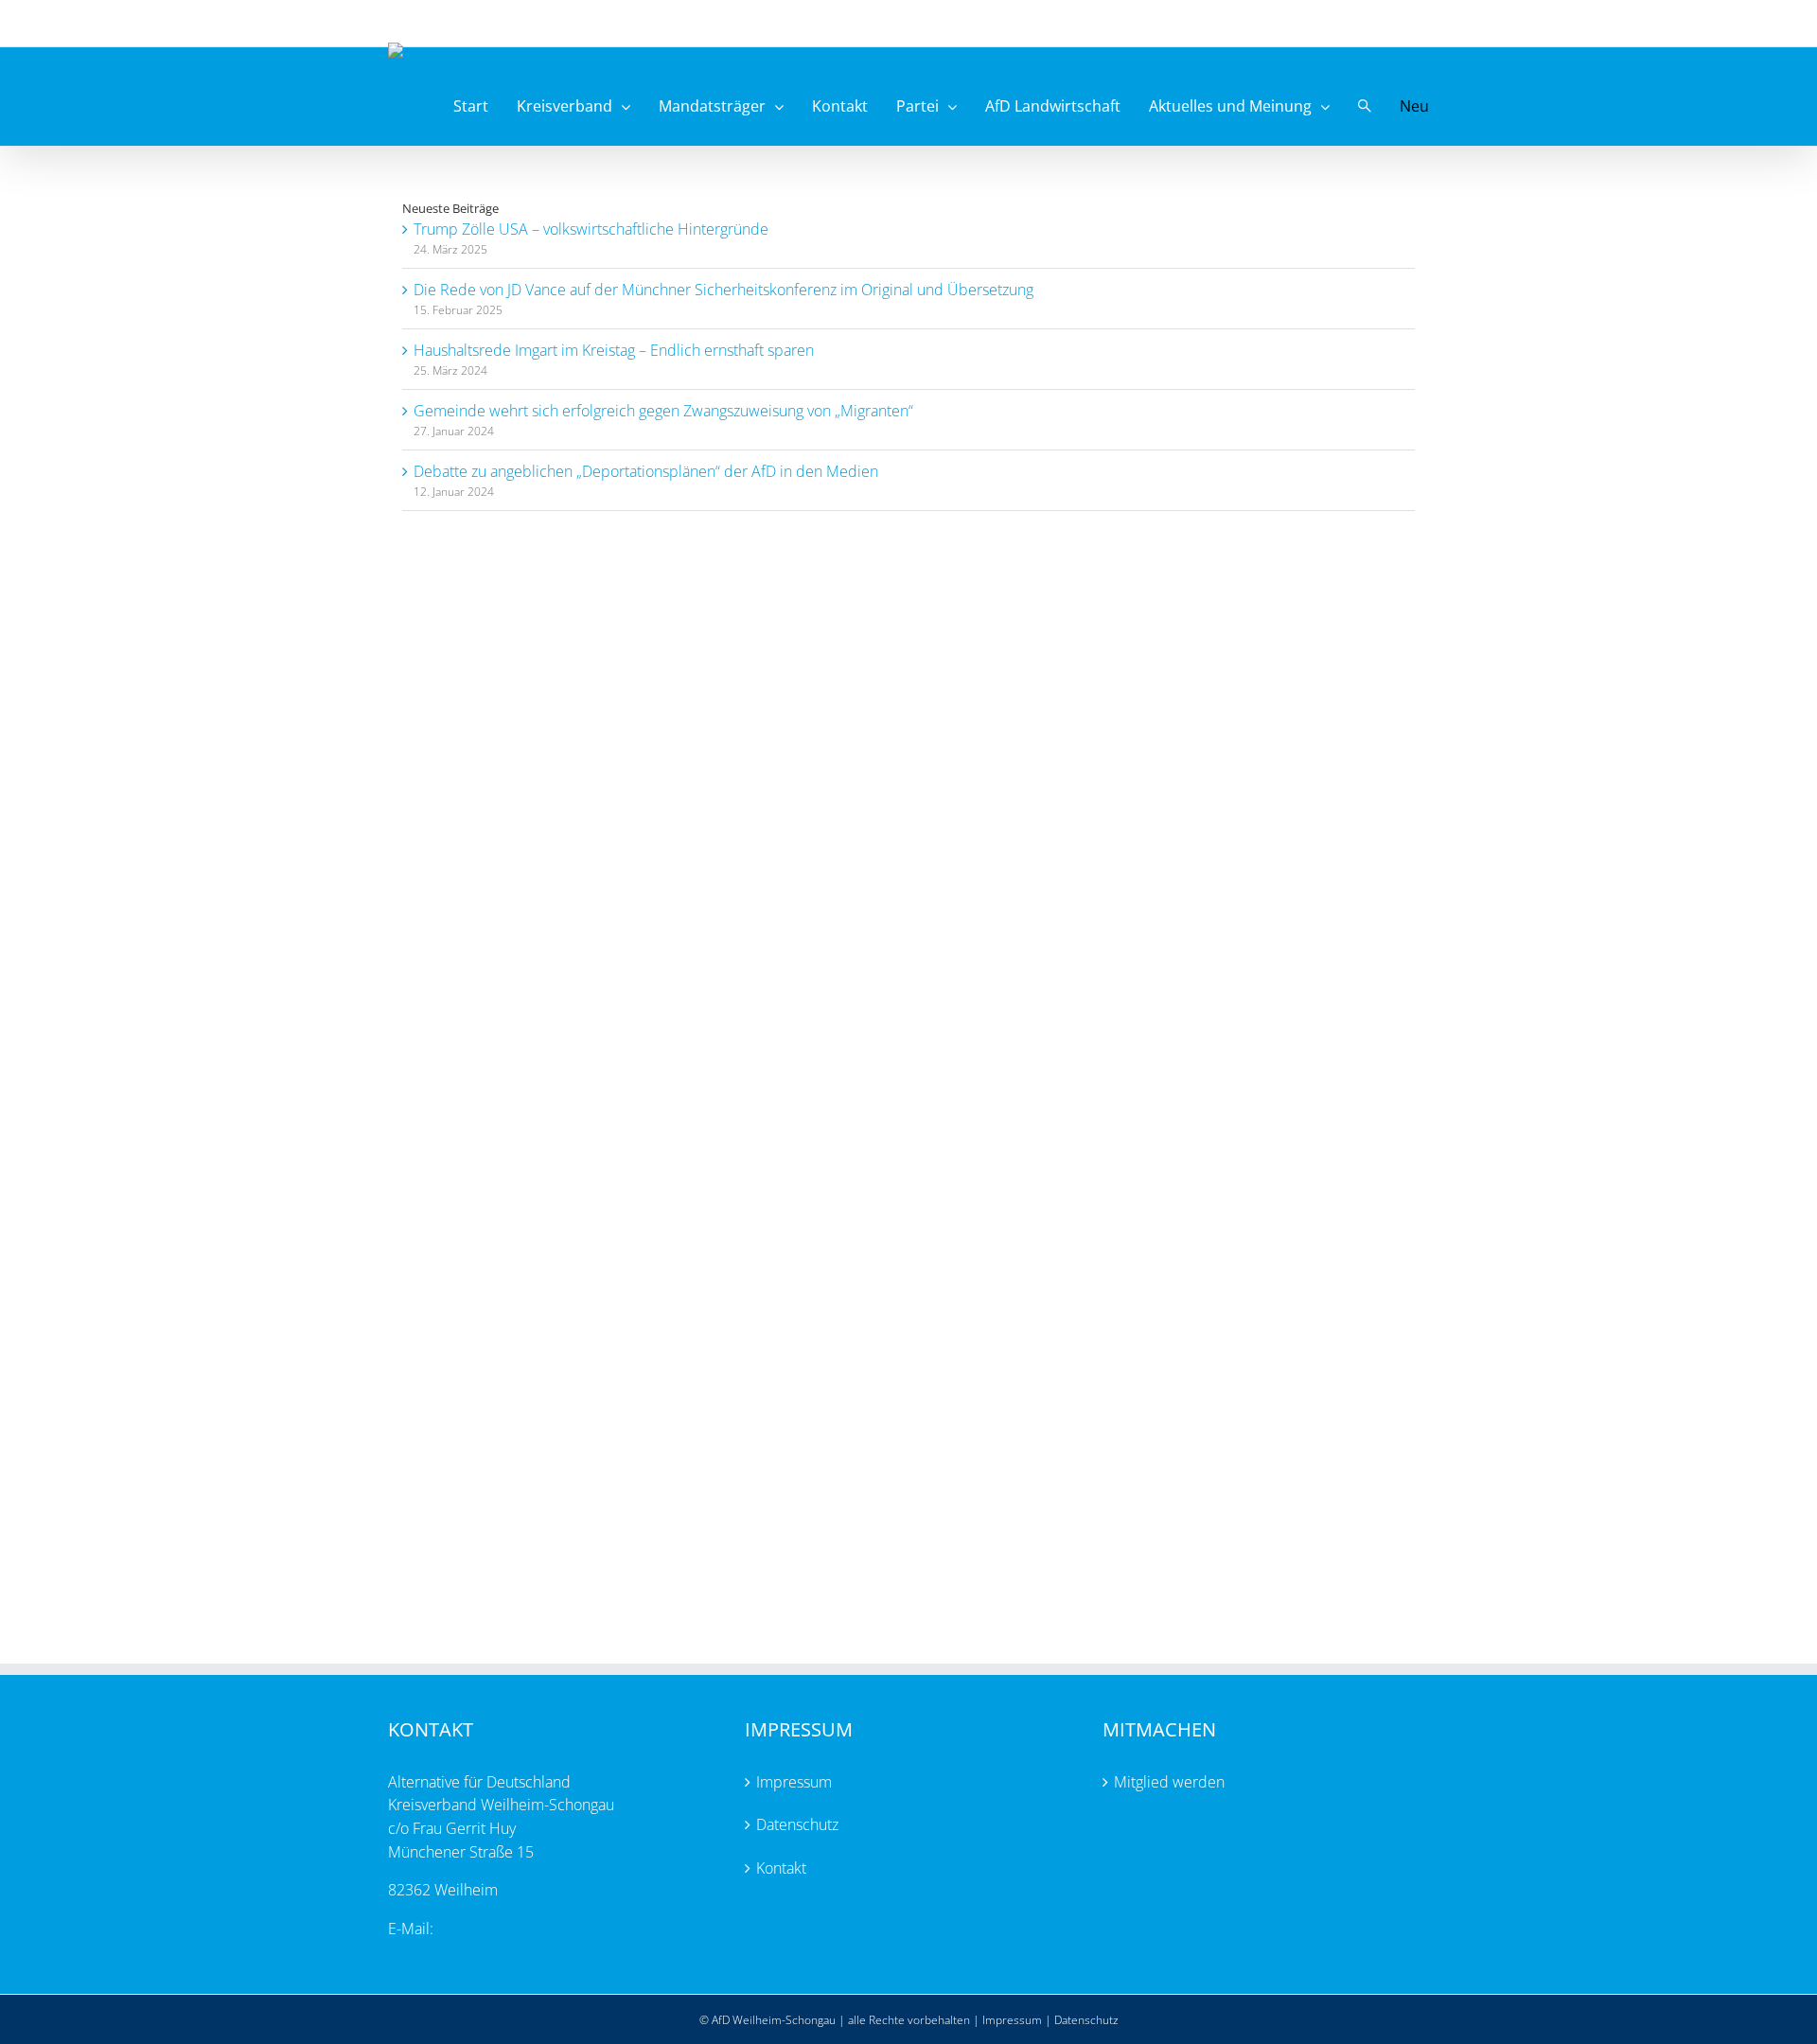 Start Kreisverband Mandatsträger Kontakt Partei AfD Landwirtschaft Aktuelles und Meinung Neu
Neueste Beiträge
Trump Zölle USA – volkswirtschaftliche Hintergründe
24. März 2025
Die Rede von JD Vance auf der Münchner Sicherheitskonferenz im Original und Übersetzung
15. Februar 2025
Haushaltsrede Imgart im Kreistag – Endlich ernsthaft sparen
25. März 2024
Gemeinde wehrt sich erfolgreich gegen Zwangszuweisung von „Migranten“
27. Januar 2024
Debatte zu angeblichen „Deportationsplänen“ der AfD in den Medien
12. Januar 2024
KONTAKT
Alternative für Deutschland
Kreisverband Weilheim-Schongau
c/o Frau Gerrit Huy
Münchener Straße 15
82362 Weilheim
E-Mail:
IMPRESSUM
Impressum
Datenschutz
Kontakt
MITMACHEN
Mitglied werden
© AfD Weilheim-Schongau | alle Rechte vorbehalten | Impressum | Datenschutz